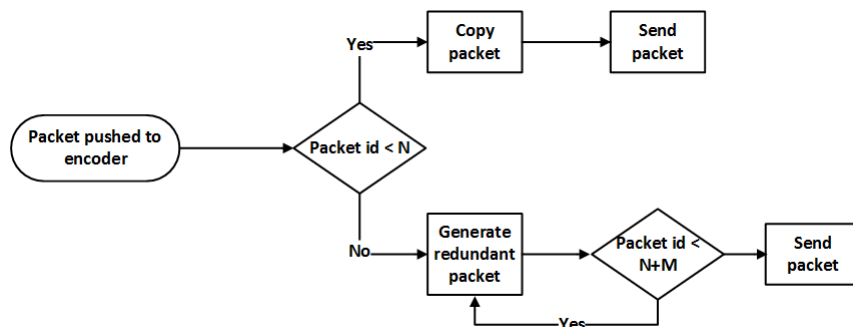 Yes
Copy
packet
Send
packet
Packet pushed to
encoder
Packet id < N
No
Generate
redundant
packet
Packet id <
N+M
Send
packet
Yes